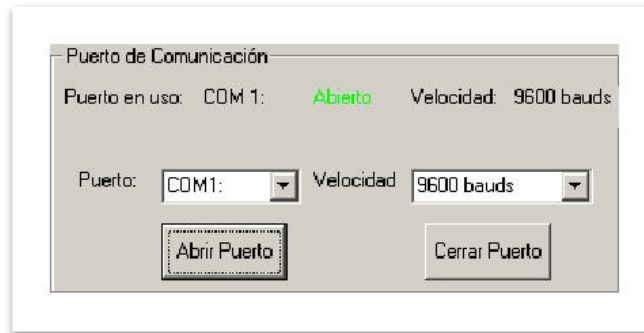 Puerto de Comunicación
Puerto en uso: COM 1: Abierto Velocidad: 9600 bauds
Puerto: COM1: Velocidad 9600 bauds
Abrir Puerto Cerrar Puerto